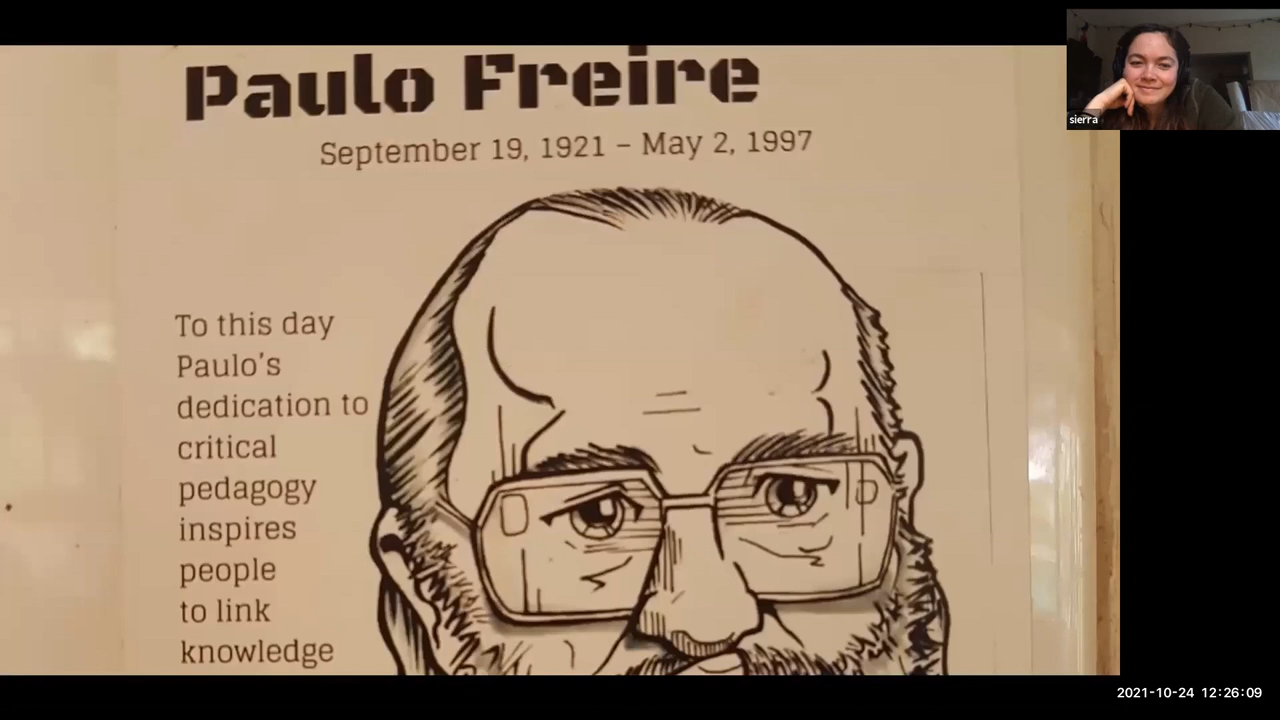 Paulo Freire
September 19, 1921 – May 2, 1997
To this day
Paulo's
dedication to
critical
pedagogy
inspires
people
to link
knowledge
sierra
2021-10-24 12:26:09